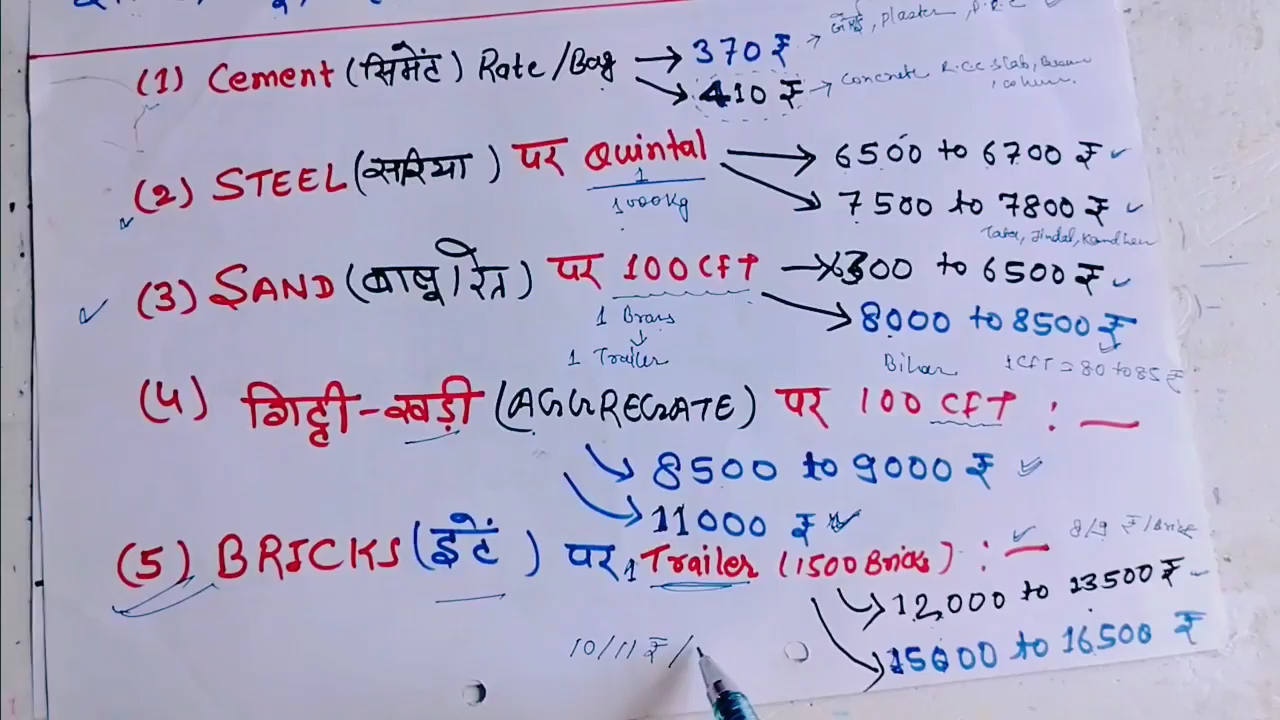 (1) Cement (सिमेंट) Rate/Bag → 370 ₹ → , Plaster, P.C.C
410 ₹ → Concrete R.C.C slab, Beam, column.
(2) STEEL (सरिया) पर Quintal → 6500 to 6700 ₹
1
1000Kg → 7500 to 7800 ₹
Tata, Jindal,
(3) SAND (बालू/रेत) पर 100 CFT → 6300 to 6500 ₹
1 Brass → 8000 to 8500 ₹
1 Trailer Bihar 1 CFT = 80 to 85 ₹
(4) गिट्टी-खड़ी (AGGREGATE) पर 100 CFT : —
8500 to 9000 ₹
11000 ₹
8/9 ₹/Brick
(5) BRICKS (इटें) पर 1 Trailer (1500 Bricks) : —
12,000 to 13500 ₹
15000 to 16500 ₹
10/11 ₹ /